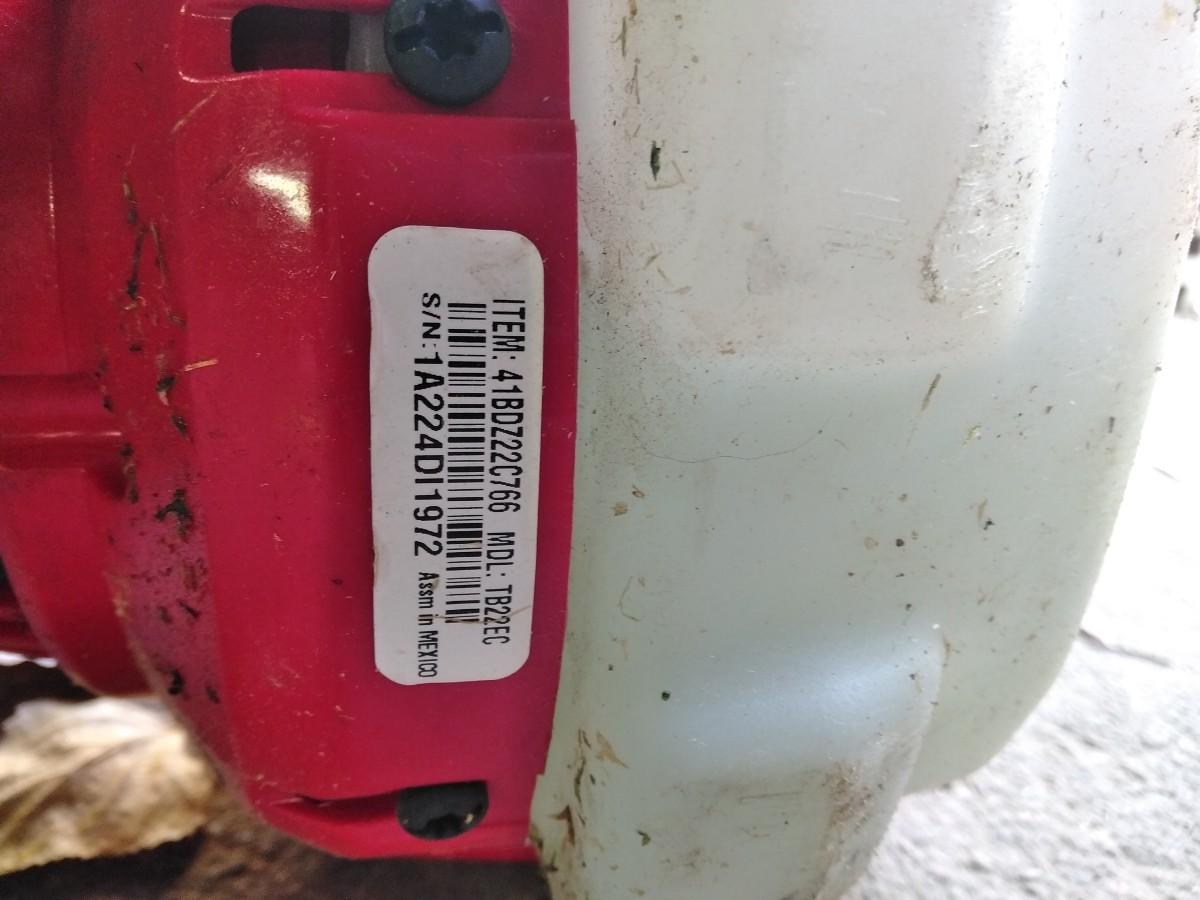 ITEM: 41BDZ22C766 MDL: TB22EC
S/N:1A224DI1972 Assm in MEXICO